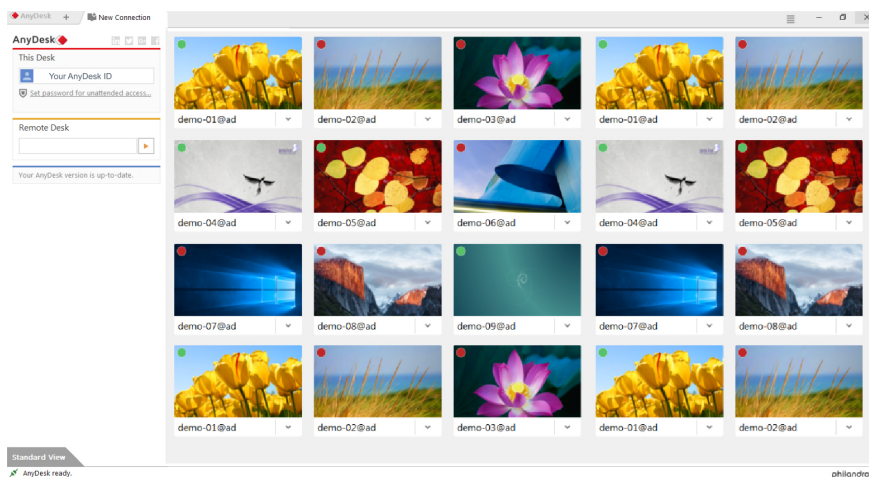 AnyDesk + New Connection
AnyDesk
This Desk
Your AnyDesk ID
Set password for unattended access...
Remote Desk
Your AnyDesk version is up-to-date.
demo-01@ad demo-02@ad demo-03@ad demo-01@ad demo-02@ad
demo-04@ad demo-05@ad demo-06@ad demo-04@ad demo-05@ad
demo-07@ad demo-08@ad demo-09@ad demo-07@ad demo-08@ad
demo-01@ad demo-02@ad demo-03@ad demo-01@ad demo-02@ad
Standard View
AnyDesk ready.
philandro